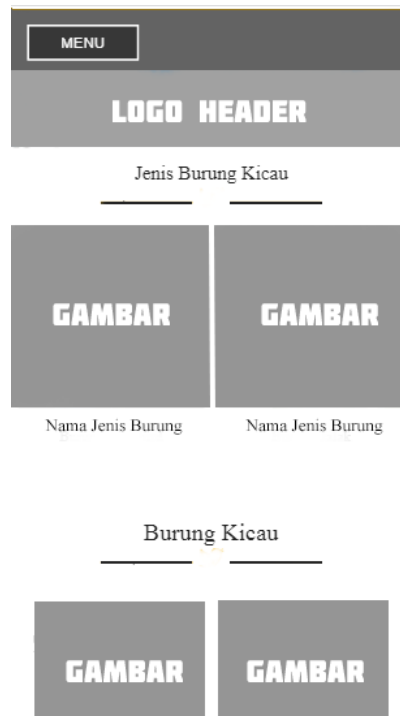 MENU
LOGO HEADER
Jenis Burung Kicau
GAMBAR GAMBAR
Nama Jenis Burung Nama Jenis Burung
Burung Kicau
GAMBAR GAMBAR